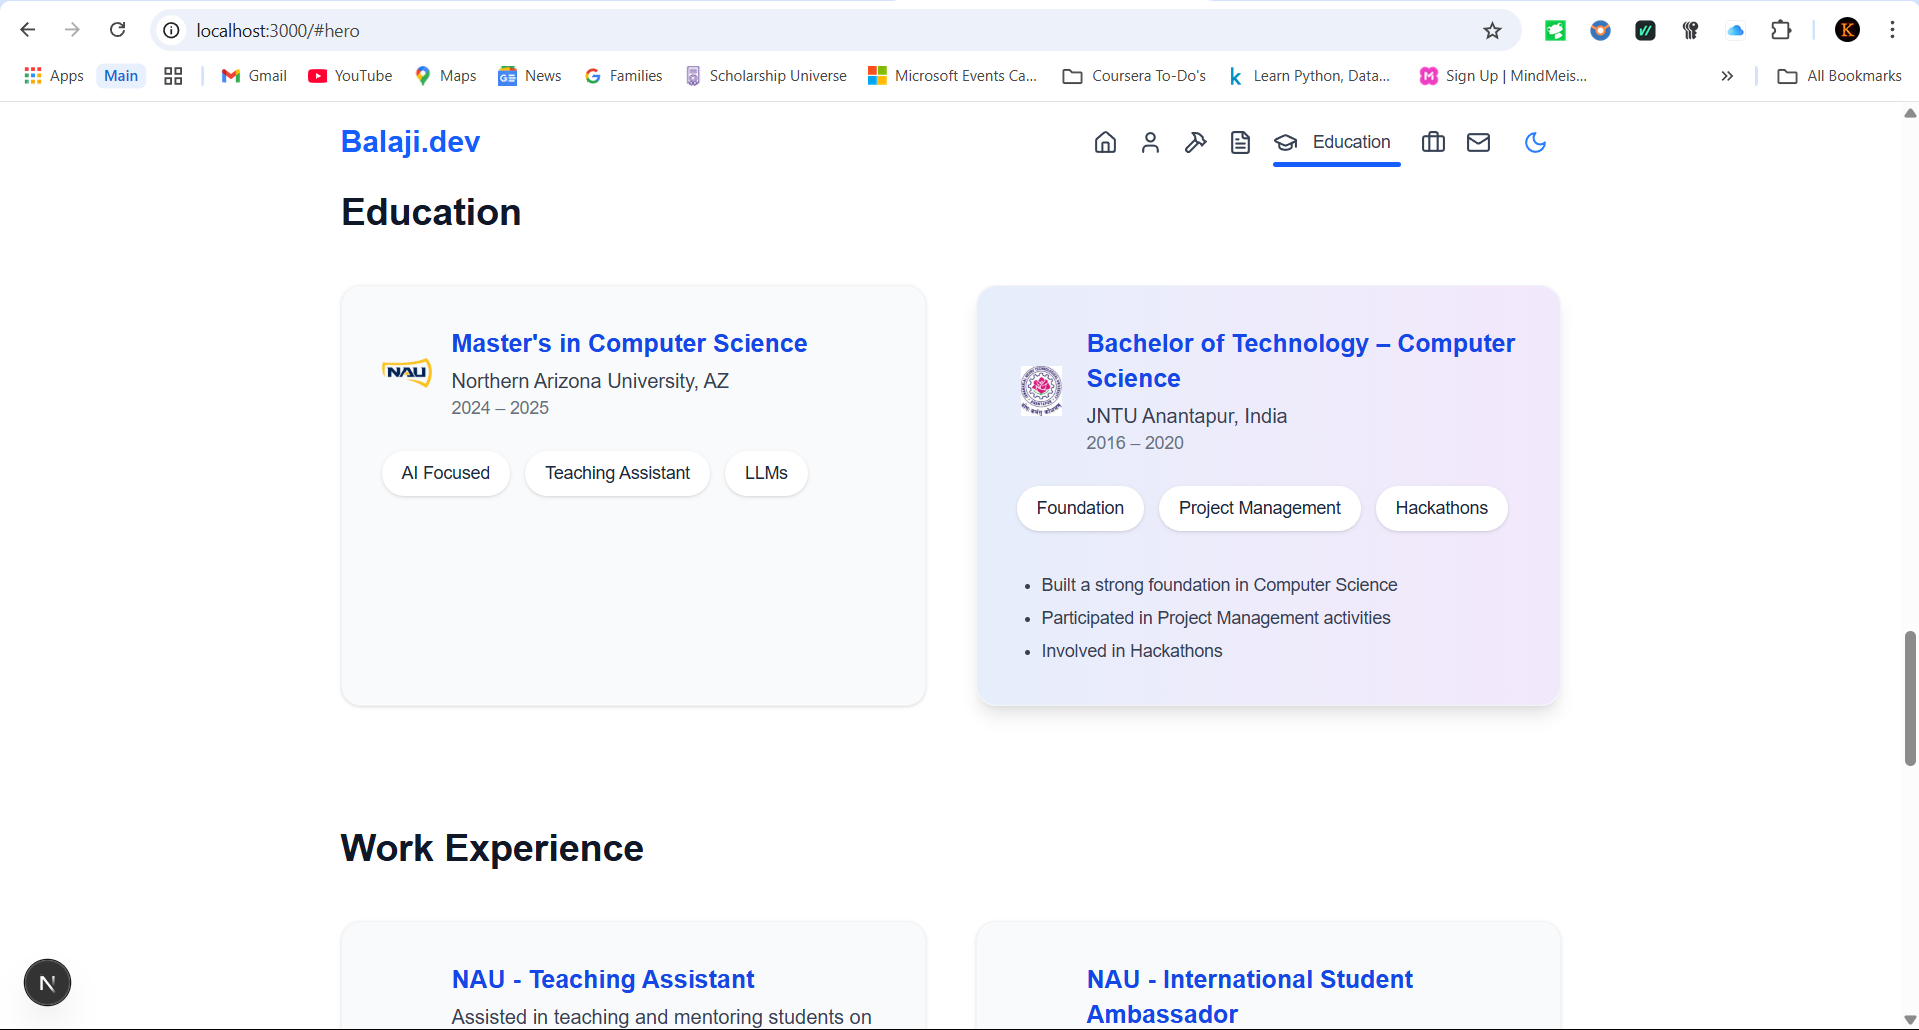 localhost:3000/#hero
K
Apps
Main
Gmail
YouTube
Maps
News
Families
Scholarship Universe
Microsoft Events Ca...
Coursera To-Do's
Learn Python, Data...
Sign Up | MindMeis...
All Bookmarks
Balaji.dev
Education
Education
NAU
Master's in Computer Science
Northern Arizona University, AZ
2024 – 2025
AI Focused
Teaching Assistant
LLMs
Bachelor of Technology – Computer
Science
JNTU Anantapur, India
2016 – 2020
Foundation
Project Management
Hackathons
• Built a strong foundation in Computer Science
• Participated in Project Management activities
• Involved in Hackathons
Work Experience
NAU - Teaching Assistant
Assisted in teaching and mentoring students on
NAU - International Student
Ambassador
N